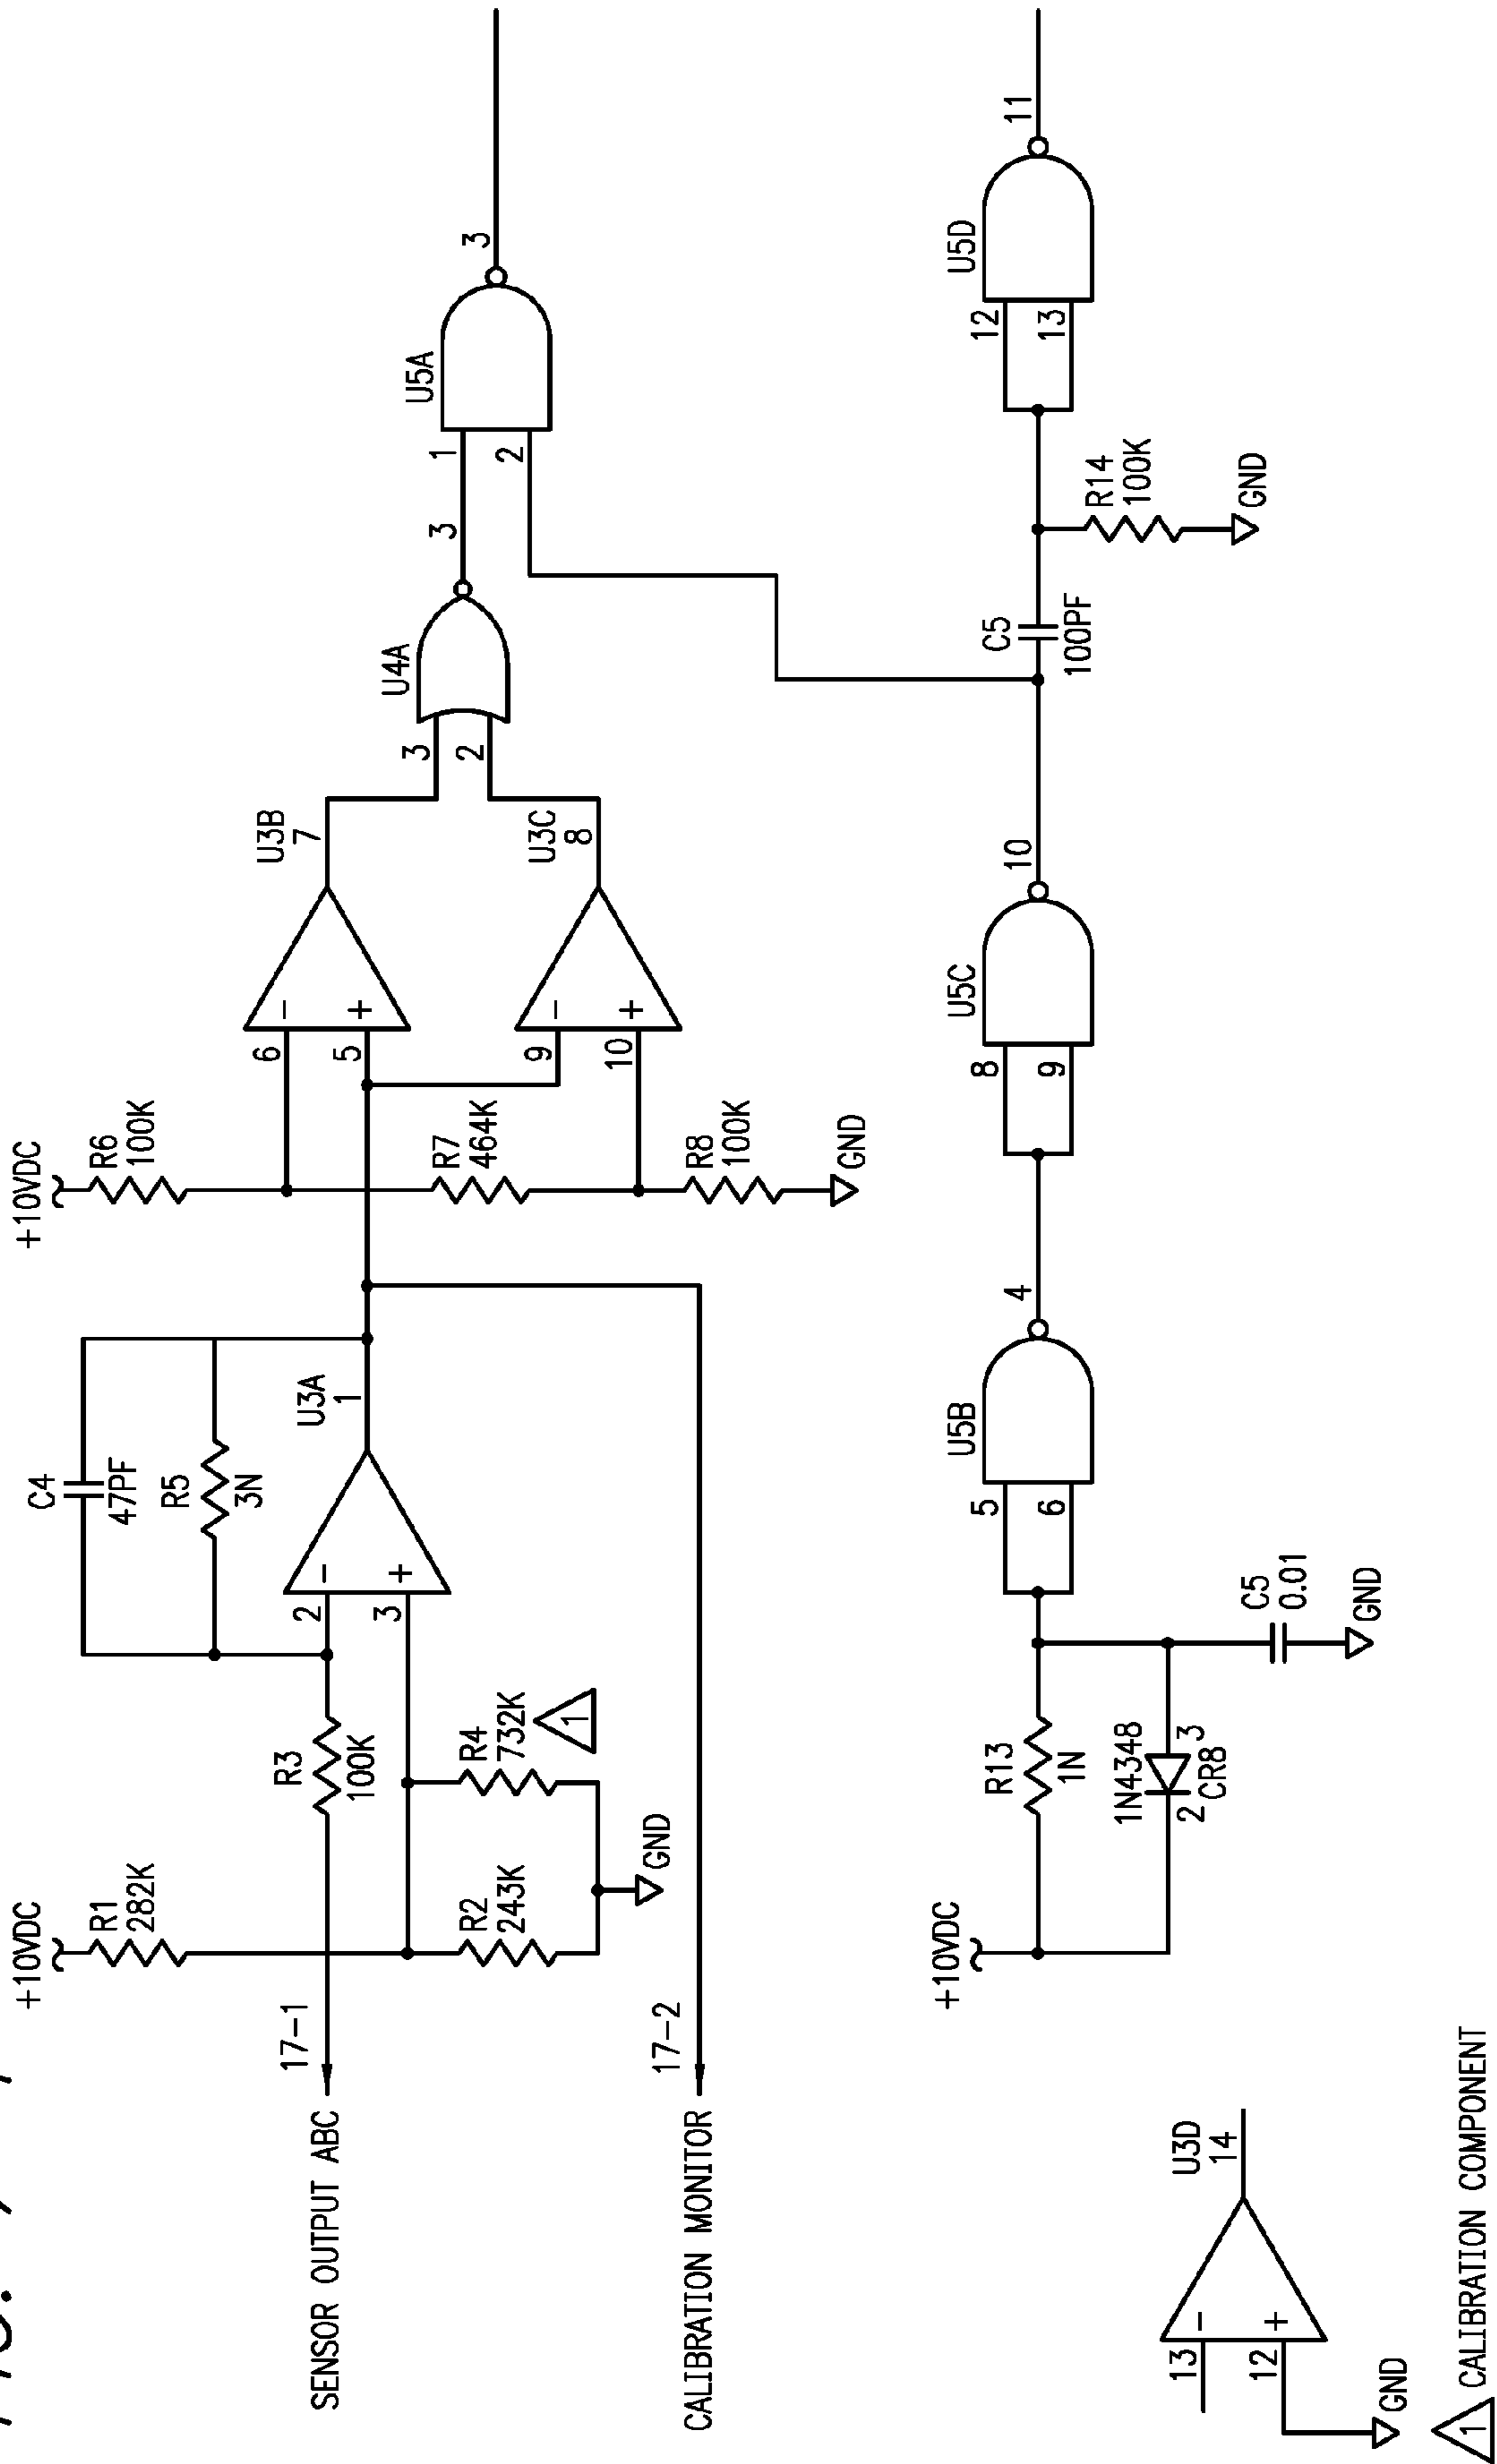 +10VDC
R1
282K
17-1
SENSOR OUTPUT ABC
R3
100K
R2
243K
R4
732K
1
GND
C4
47PF
R5
3N
2
-
3
+
U3A
1
17-2
CALIBRATION MONITOR
+10VDC
R6
100K
R7
464K
R8
100K
GND
6
-
5
+
U3B
7
9
-
10
+
U3C
8
3
2
U4A
3
1
2
U5A
3
+10VDC
R13
1N
1N4348
2
3
CR8
C5
0.01
GND
5
6
U5B
4
8
9
U5C
10
C5
100PF
R14
100K
GND
12
13
U5D
11
13
-
12
+
U3D
14
GND
1
CALIBRATION COMPONENT